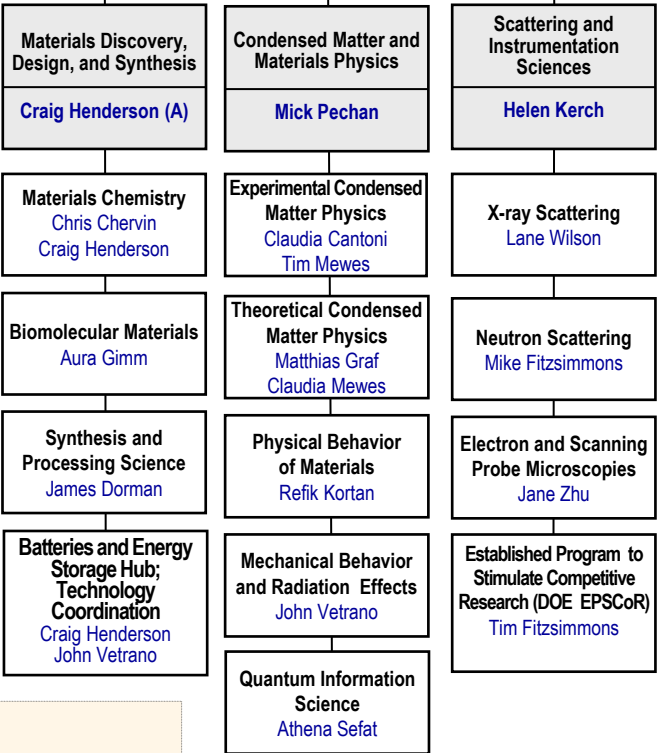 Materials Discovery,
Design, and Synthesis
Craig Henderson (A)
Materials Chemistry
Chris Chervin
Craig Henderson
Biomolecular Materials
Aura Gimm
Synthesis and
Processing Science
James Dorman
Batteries and Energy
Storage Hub;
Technology
Coordination
Craig Henderson
John Vetrano
Condensed Matter and
Materials Physics
Mick Pechan
Experimental Condensed
Matter Physics
Claudia Cantoni
Tim Mewes
Theoretical Condensed
Matter Physics
Matthias Graf
Claudia Mewes
Physical Behavior
of Materials
Refik Kortan
Mechanical Behavior
and Radiation Effects
John Vetrano
Quantum Information
Science
Athena Sefat
Scattering and
Instrumentation
Sciences
Helen Kerch
X-ray Scattering
Lane Wilson
Neutron Scattering
Mike Fitzsimmons
Electron and Scanning
Probe Microscopies
Jane Zhu
Established Program to
Stimulate Competitive
Research (DOE EPSCoR)
Tim Fitzsimmons